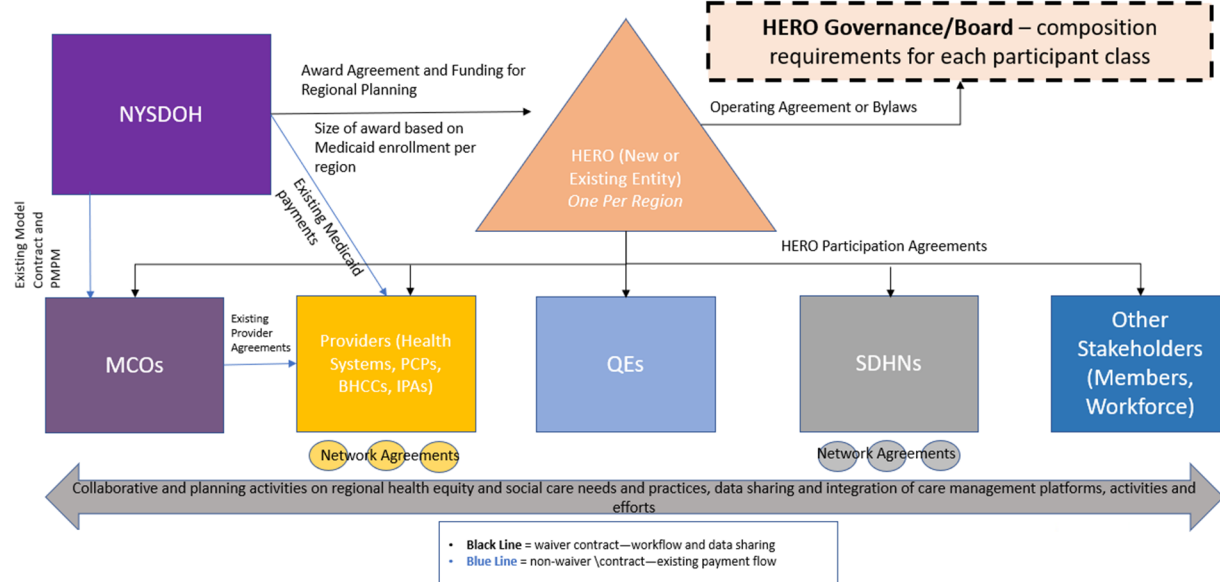 HERO Governance/Board – composition
requirements for each participant class
NYSDOH
Award Agreement and Funding for
Regional Planning
Size of award based on
Medicaid enrollment per
region
Operating Agreement or Bylaws
HERO (New or
Existing Entity)
One Per Region
Existing Medicaid
payments
Existing Model
Contract and
PMPM
HERO Participation Agreements
MCOs
Existing
Provider
Agreements
Providers (Health
Systems, PCPs,
BHCCs, IPAs)
QEs
SDHNs
Other
Stakeholders
(Members,
Workforce)
Network Agreements
Network Agreements
Collaborative and planning activities on regional health equity and social care needs and practices, data sharing and integration of care management platforms, activities and
efforts
• Black Line = waiver contract—workflow and data sharing
• Blue Line = non-waiver \contract—existing payment flow